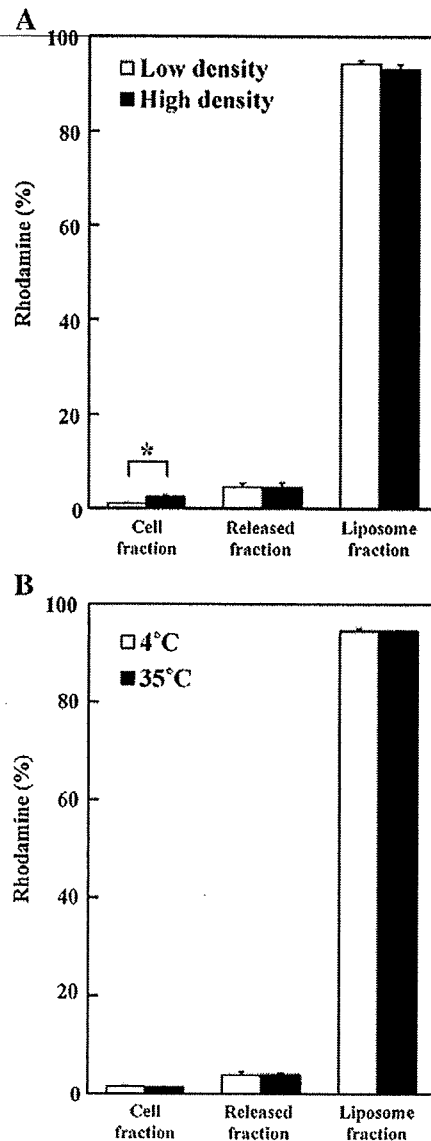 A
100
80
60
40
20
0
Rhodamine (%)
Low density
High density
*
Cell fraction
Released fraction
Liposome fraction
B
100
80
60
40
20
0
Rhodamine (%)
4°C
35°C
Cell fraction
Released fraction
Liposome fraction